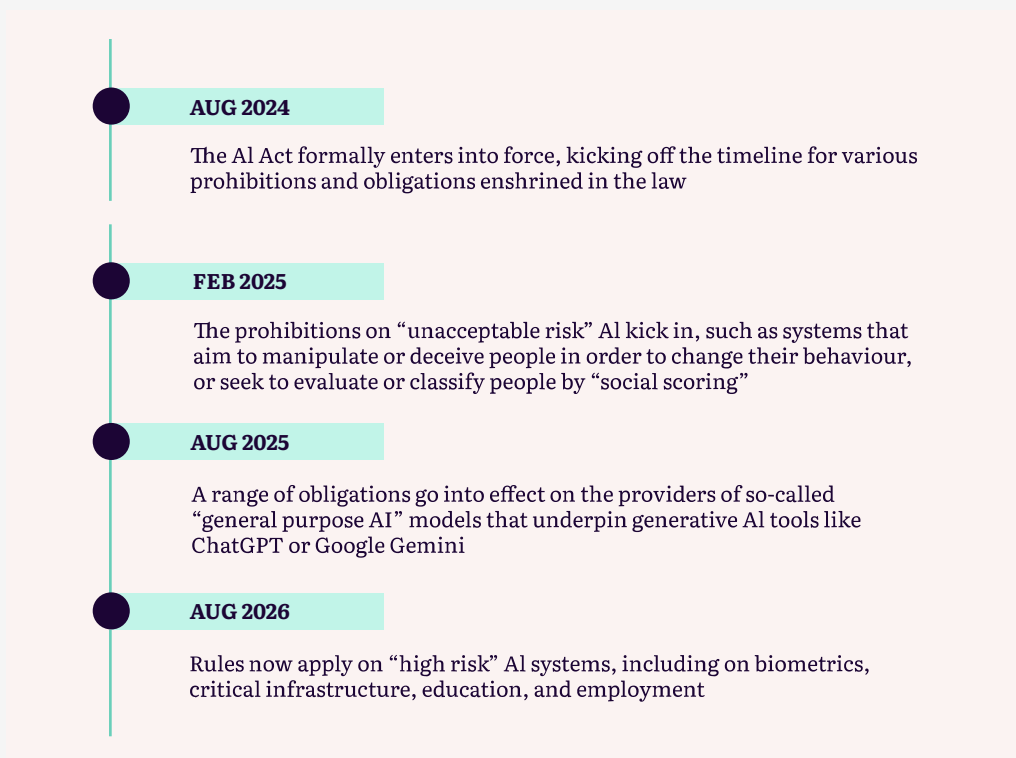 AUG 2024
The Al Act formally enters into force, kicking off the timeline for various
prohibitions and obligations enshrined in the law
FEB 2025
The prohibitions on “unacceptable risk” Al kick in, such as systems that
aim to manipulate or deceive people in order to change their behaviour,
or seek to evaluate or classify people by “social scoring”
AUG 2025
A range of obligations go into effect on the providers of so-called
“general purpose AI” models that underpin generative Al tools like
ChatGPT or Google Gemini
AUG 2026
Rules now apply on “high risk” Al systems, including on biometrics,
critical infrastructure, education, and employment